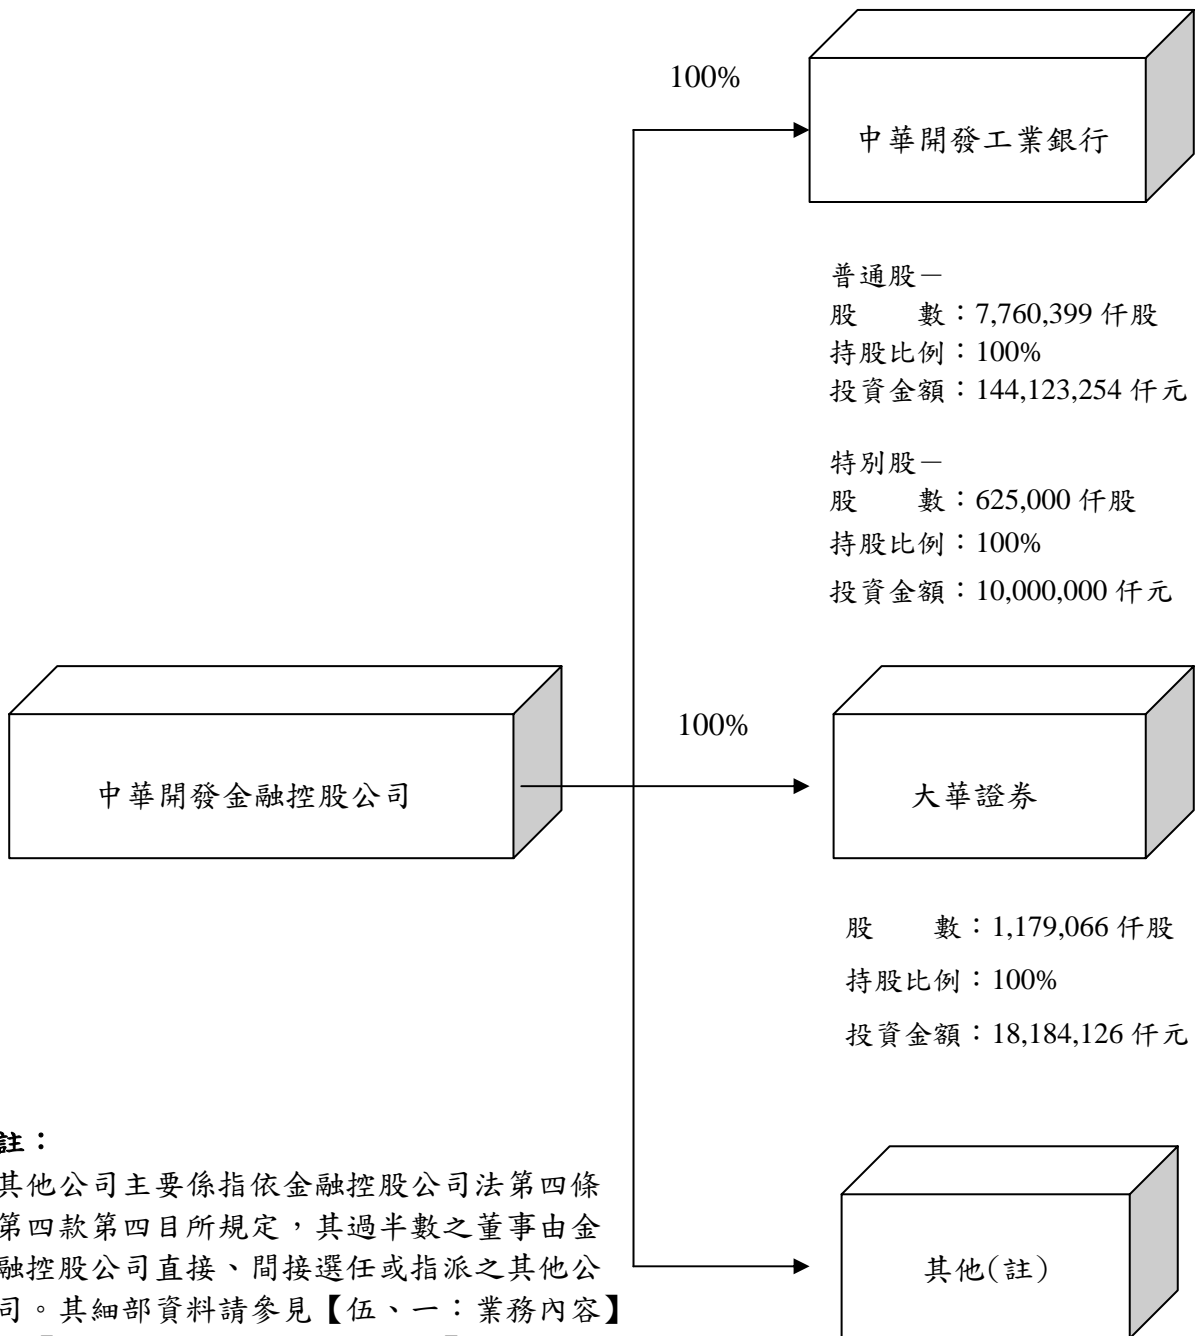 100%
中華開發工業銀行
普通股－
股　　數：7,760,399 仟股
持股比例：100%
投資金額：144,123,254 仟元
特別股－
股　　數：625,000 仟股
持股比例：100%
投資金額：10,000,000 仟元
中華開發金融控股公司
100%
大華證券
股　　數：1,179,066 仟股
持股比例：100%
投資金額：18,184,126 仟元
註：
其他公司主要係指依金融控股公司法第四條
第四款第四目所規定，其過半數之董事由金
融控股公司直接、間接選任或指派之其他公
司。其細部資料請參見【伍、一：業務內容】
其他(註)